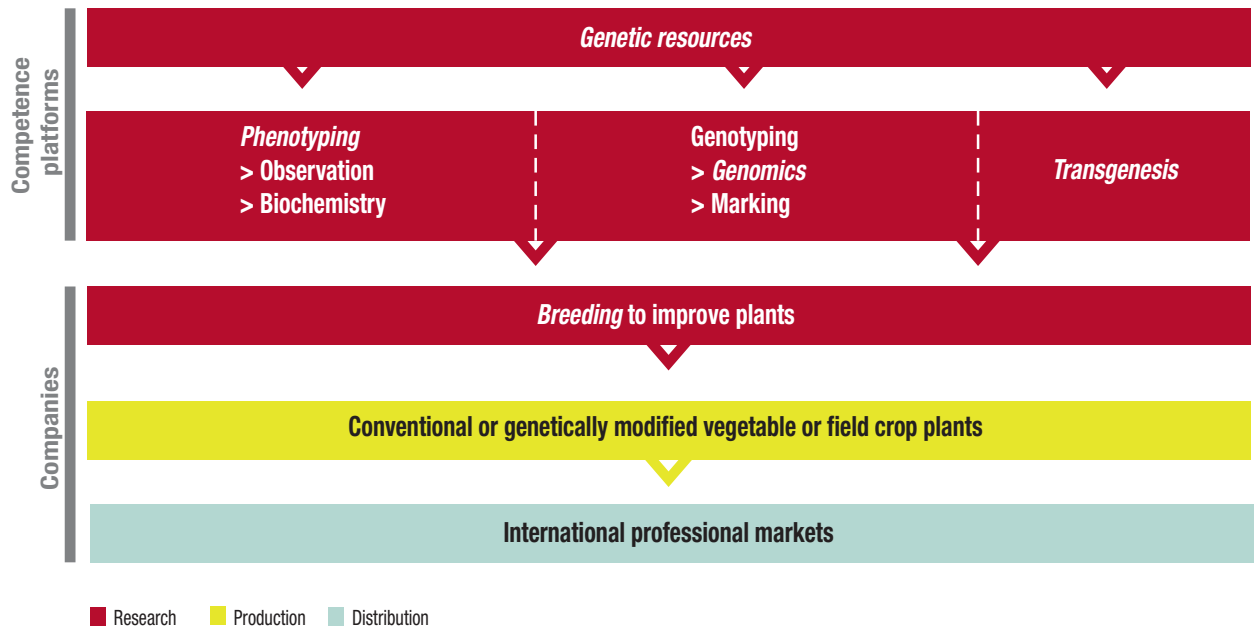 Competence
platforms
Genetic resources
Phenotyping
> Observation
> Biochemistry
Genotyping
> Genomics
> Marking
Transgenesis
Companies
Breeding to improve plants
Conventional or genetically modified vegetable or field crop plants
International professional markets
Research
Production
Distribution